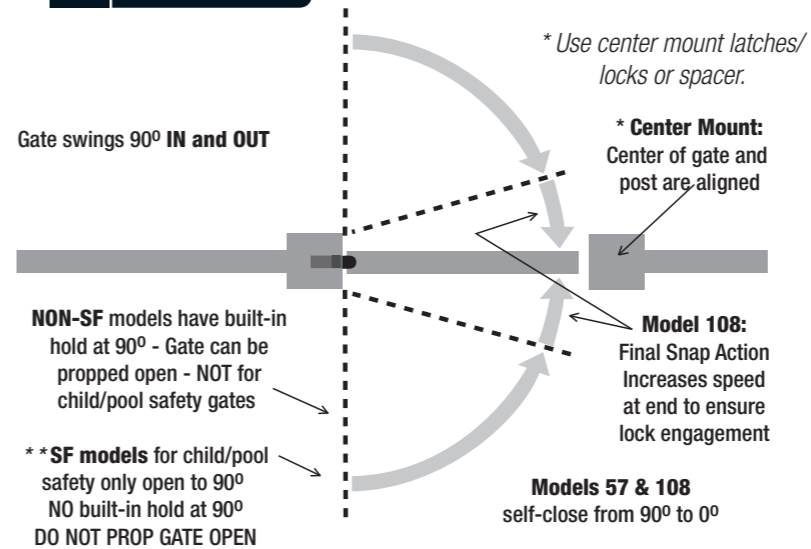 * Use center mount latches/
locks or spacer.
Gate swings 90º IN and OUT
* Center Mount:
Center of gate and
post are aligned
NON-SF models have built-in
hold at 90º - Gate can be
propped open - NOT for
child/pool safety gates
Model 108:
Final Snap Action
Increases speed
at end to ensure
lock engagement
* * SF models for child/pool
safety only open to 90º
NO built-in hold at 90º
DO NOT PROP GATE OPEN
Models 57 & 108
self-close from 90º to 0º